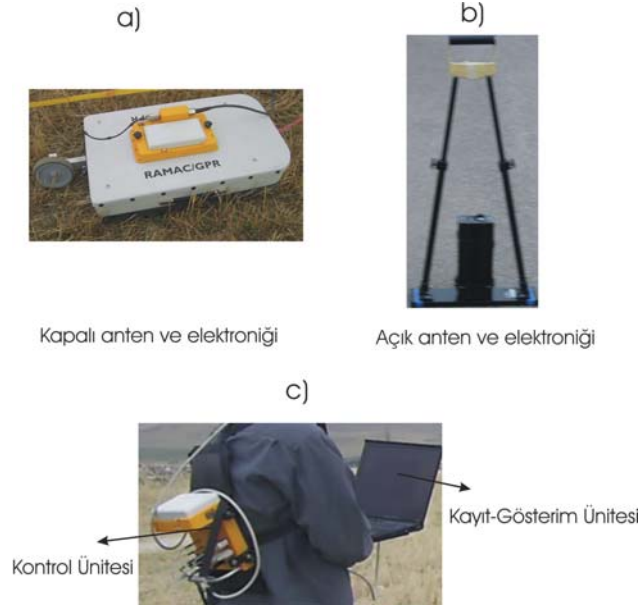 a)
b)
RAMAC/GPR
Kapalı anten ve elektroniği
Açık anten ve elektroniği
c)
Kayıt-Gösterim Ünitesi
Kontrol Ünitesi